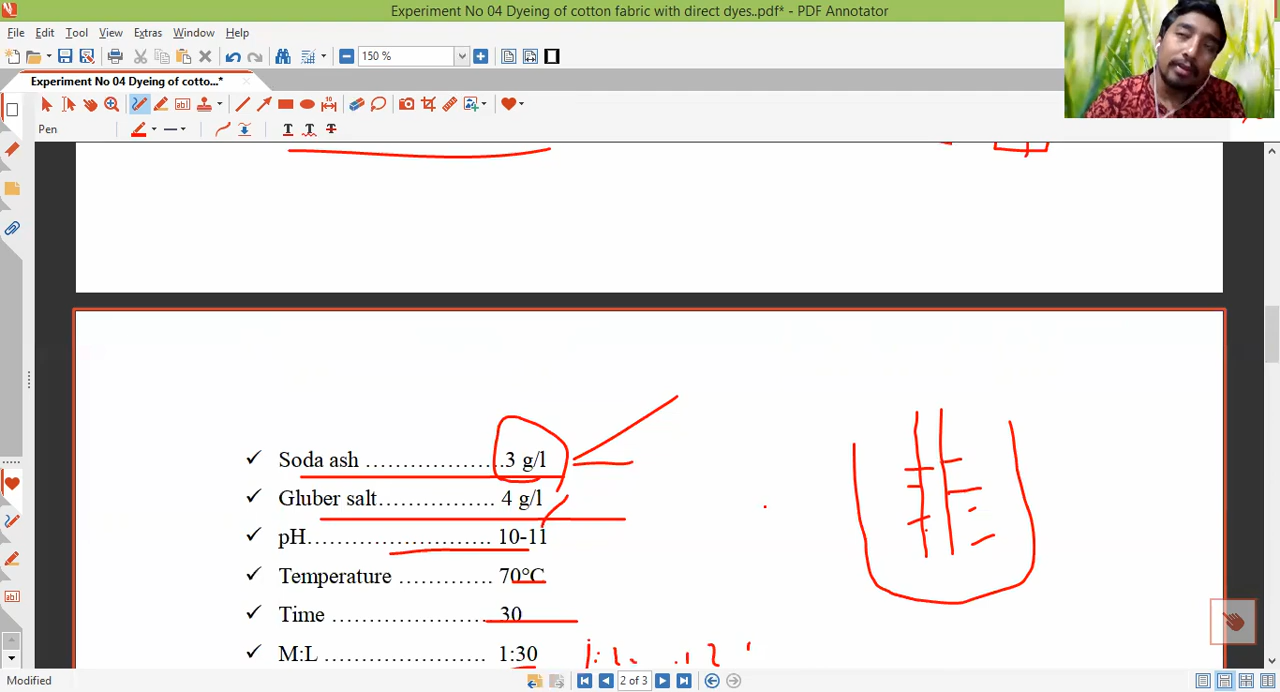 Experiment No 04 Dyeing of cotton fabric with direct dyes..pdf* - PDF Annotator
File Edit Tool View Extras Window Help
150 %
Experiment No 04 Dyeing of cotto...*
Pen
Soda ash ....................3 g/l
Gluber salt................. 4 g/l
pH........................... 10-11
Temperature .............. 70°C
Time ........................ 30
M:L ......................... 1:30
Modified
2 of 3